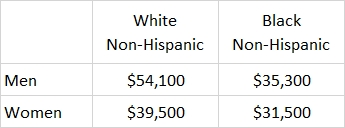 White Black
Non-Hispanic Non-Hispanic
Men $54,100 $35,300
Women $39,500 $31,500